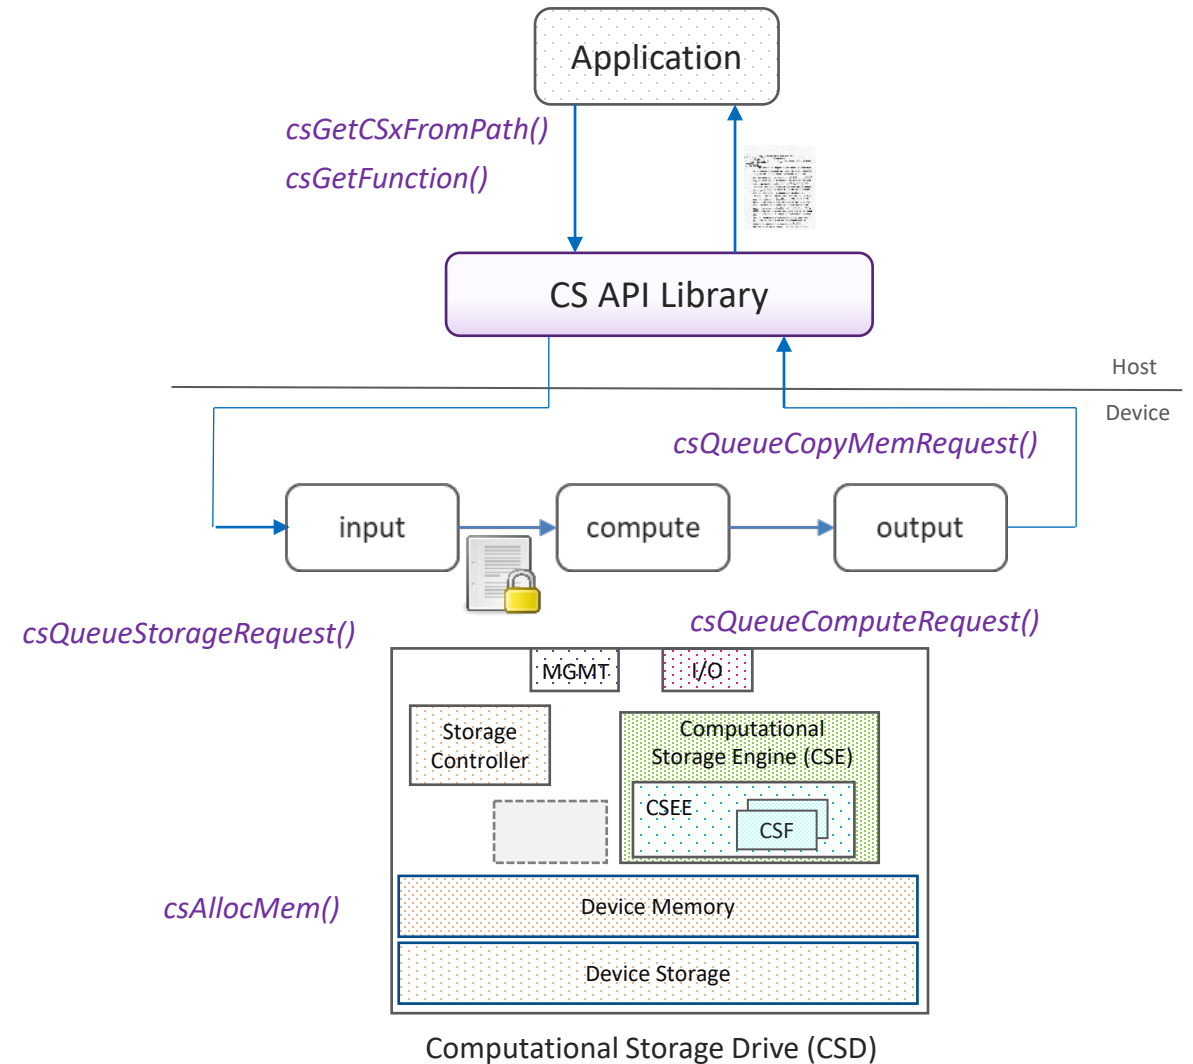 Application
csGetCSxFromPath()
csGetFunction()
CS API Library
Host
Device
csQueueCopyMemRequest()
input
compute
output
csQueueStorageRequest()
csQueueComputeRequest()
MGMT
I/O
Storage
Controller
Computational
Storage Engine (CSE)
CSEE
CSF
csAllocMem()
Device Memory
Device Storage
Computational Storage Drive (CSD)